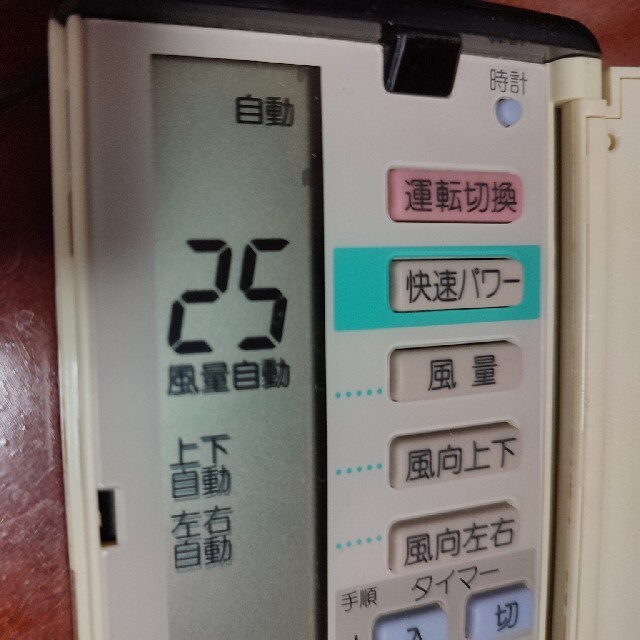 自動
時計
運転切換
25
快速パワー
風量自動
風量
上下
自動
風向上下
左右
自動
風向左右
手順
タイマー
入
切